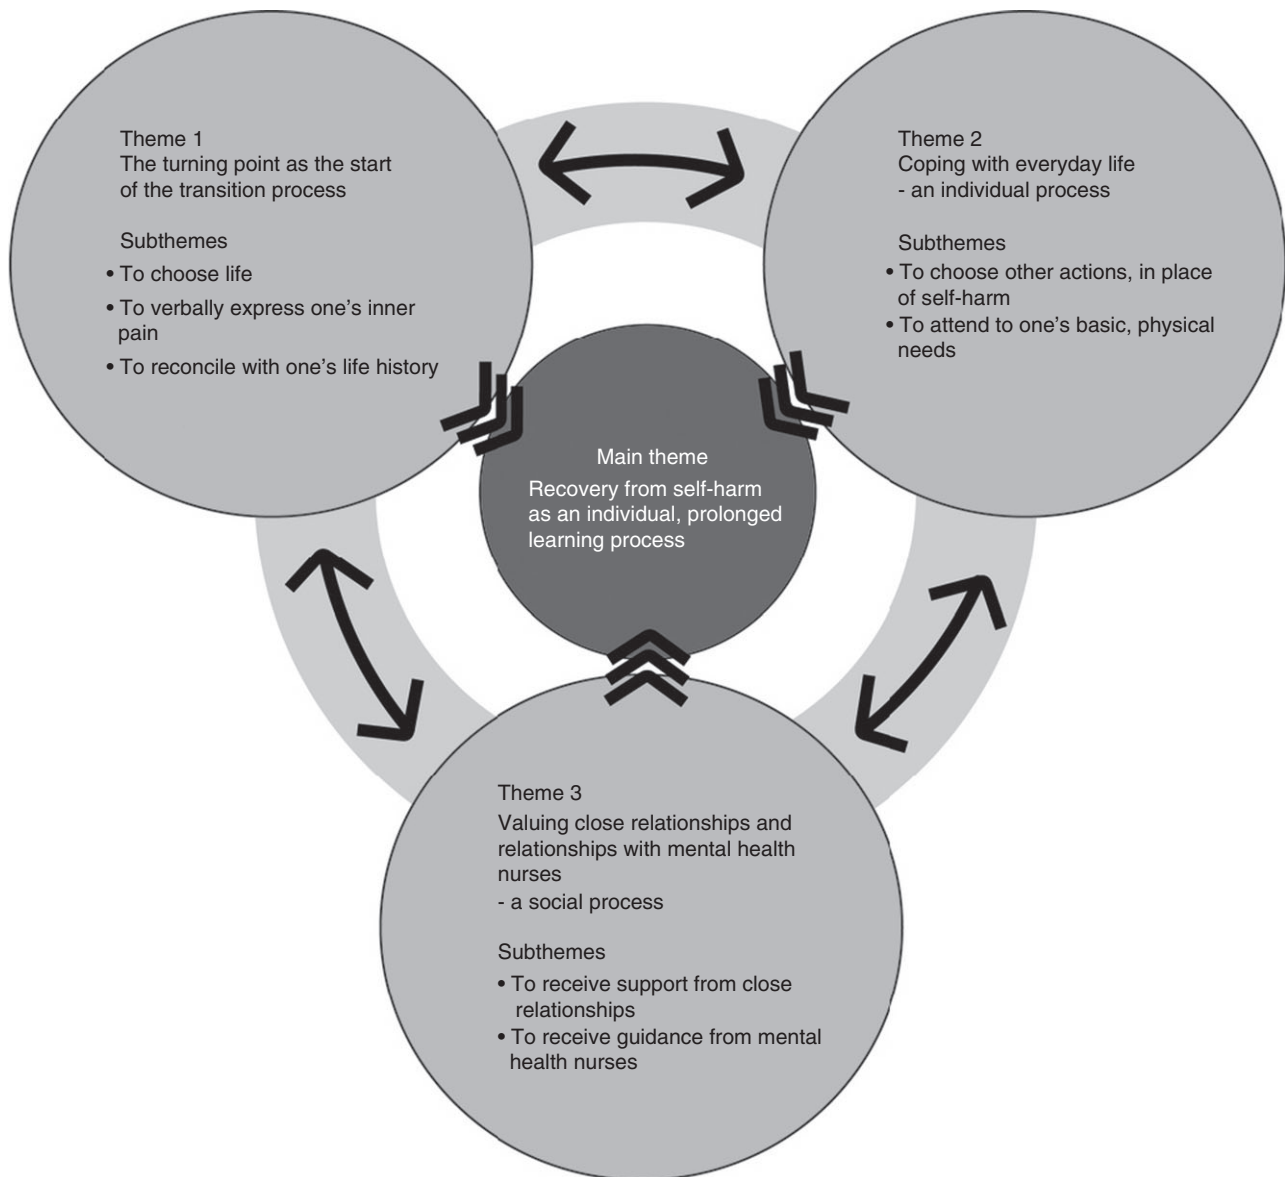 Theme 1
The turning point as the start
of the transition process
Subthemes
• To choose life
• To verbally express one's inner
pain
• To reconcile with one's life history
Theme 2
Coping with everyday life
- an individual process
Subthemes
• To choose other actions, in place
of self-harm
• To attend to one's basic, physical
needs
Main theme
Recovery from self-harm
as an individual, prolonged
learning process
Theme 3
Valuing close relationships and
relationships with mental health
nurses
- a social process
Subthemes
• To receive support from close
relationships
• To receive guidance from mental
health nurses